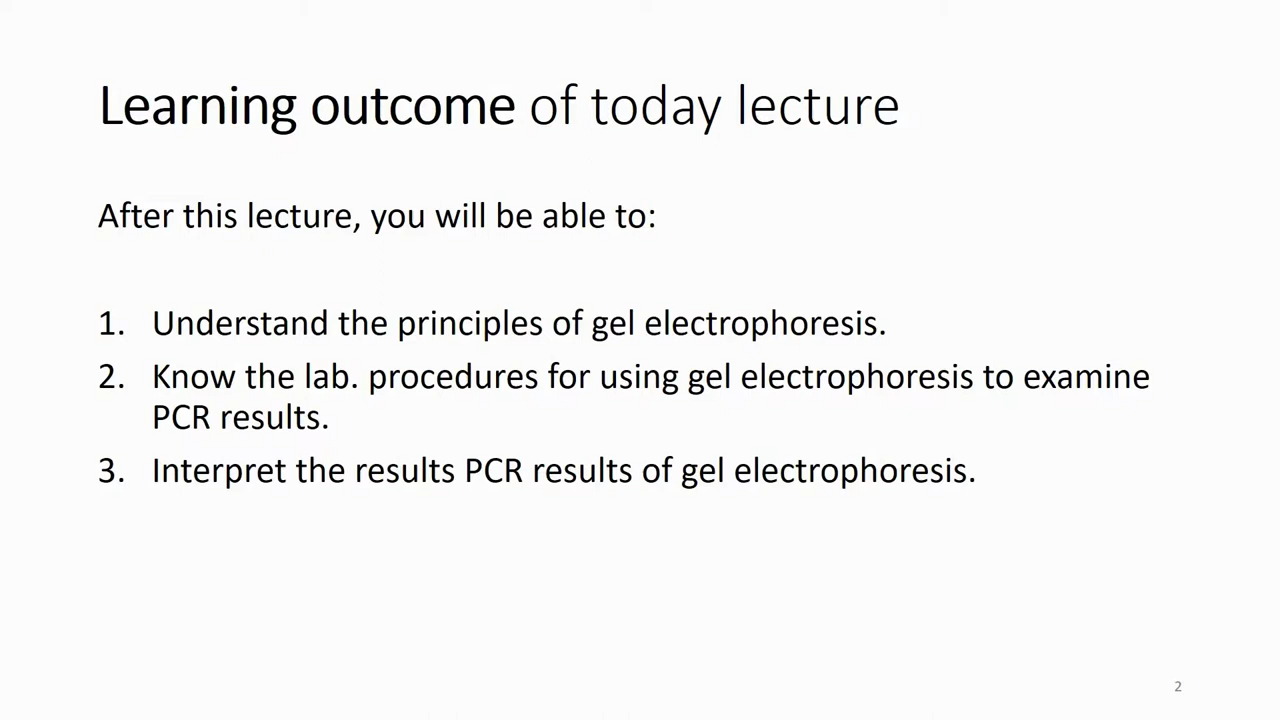 Learning outcome of today lecture
After this lecture, you will be able to:
1. Understand the principles of gel electrophoresis.
2. Know the lab. procedures for using gel electrophoresis to examine
PCR results.
3. Interpret the results PCR results of gel electrophoresis.
2